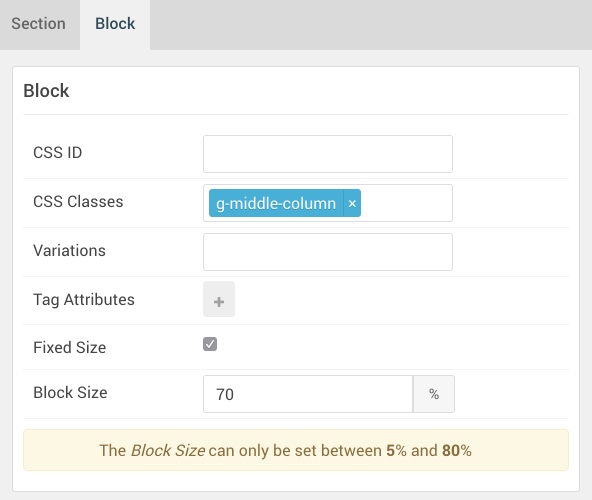 Section Block
Block
CSS ID
CSS Classes g-middle-column ×
Variations
Tag Attributes +
Fixed Size
Block Size 70 %
The Block Size can only be set between 5% and 80%